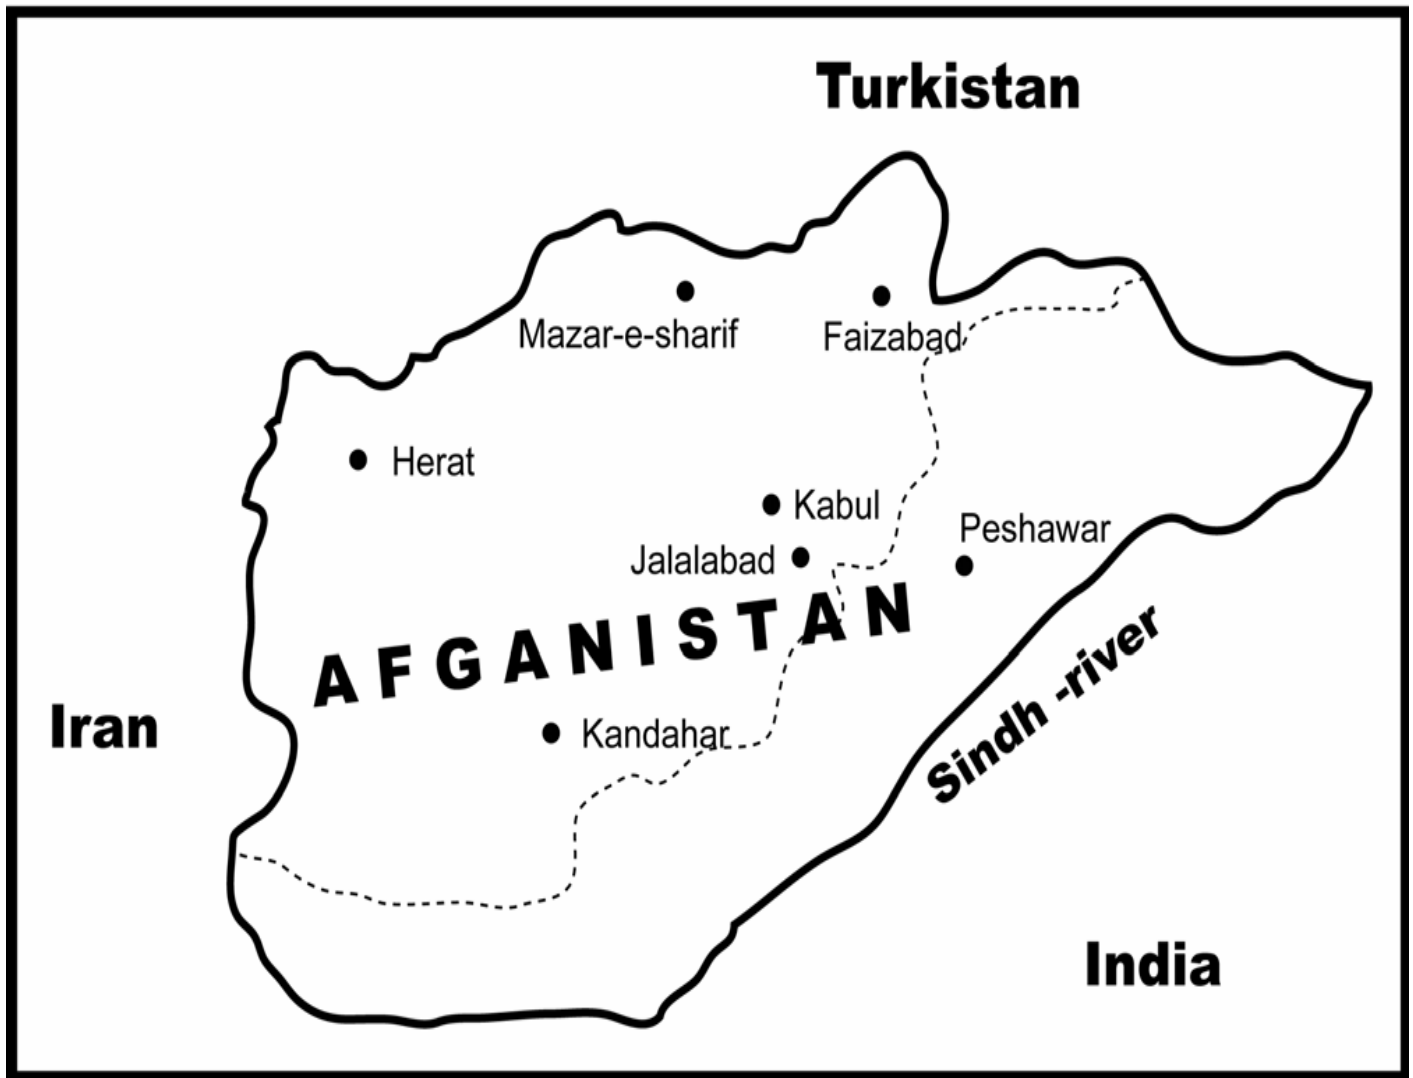 Turkistan
Mazar-e-sharif
Faizabad
Herat
Kabul
Peshawar
Jalalabad
AFGANISTAN
Sindh -river
Iran
Kandahar
India